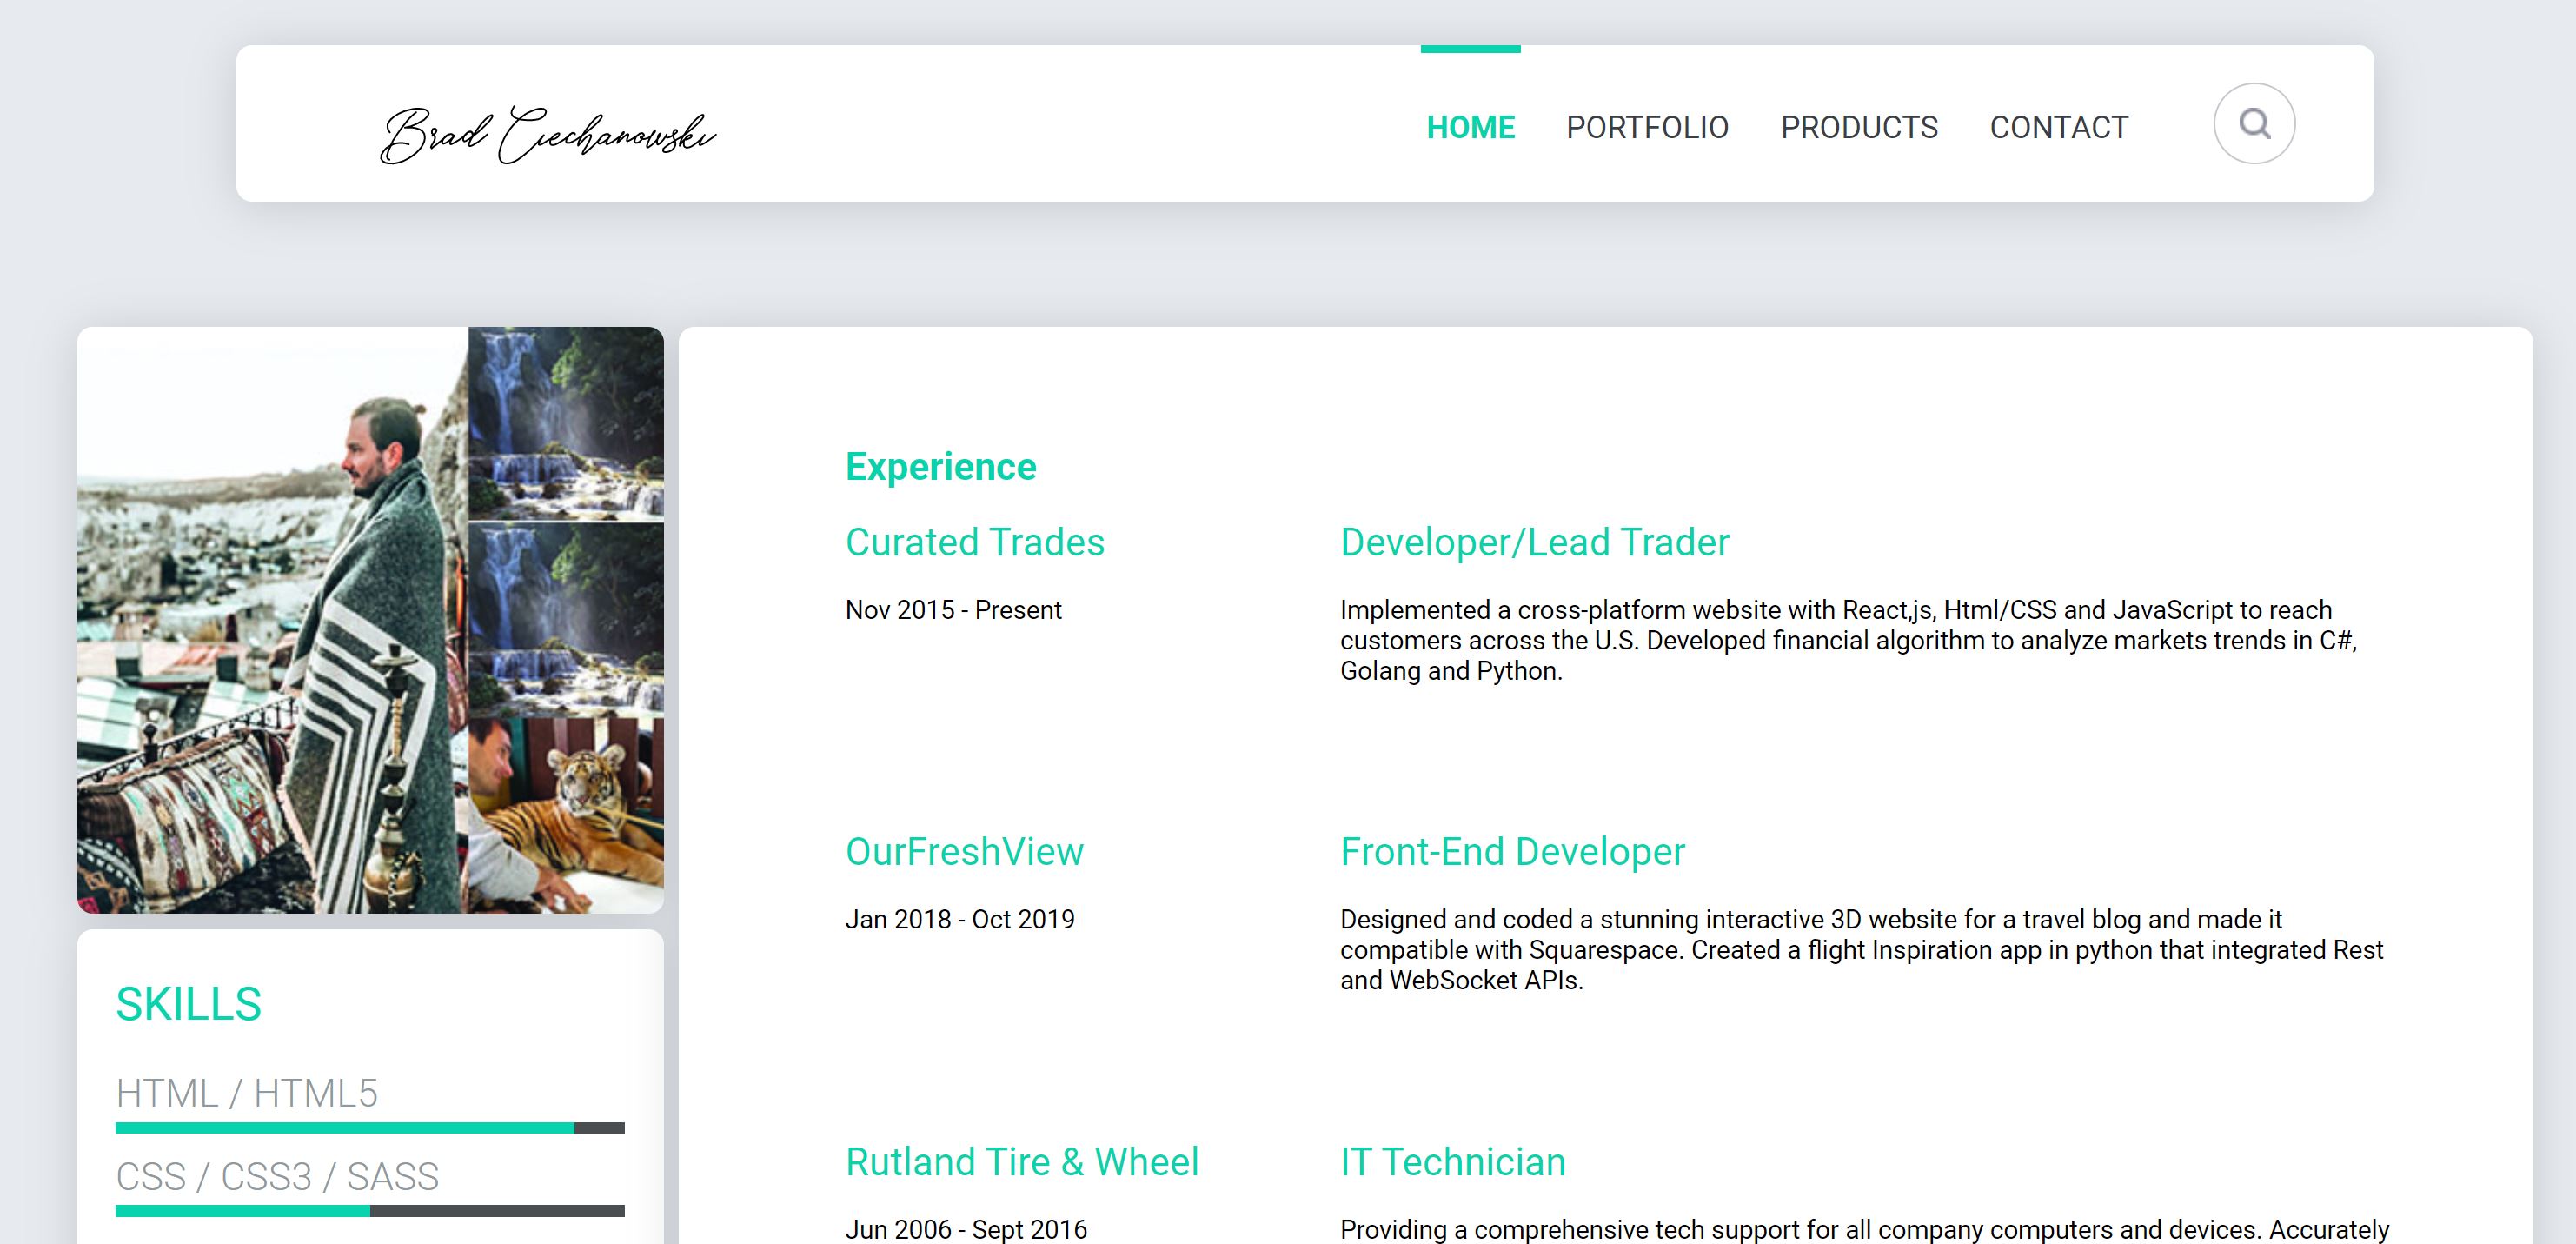 Brad Ciechanowski
HOME PORTFOLIO PRODUCTS CONTACT
Experience
Curated Trades
Nov 2015 - Present
Developer/Lead Trader
Implemented a cross-platform website with React,js, Html/CSS and JavaScript to reach
customers across the U.S. Developed financial algorithm to analyze markets trends in C#,
Golang and Python.
OurFreshView
Jan 2018 - Oct 2019
Front-End Developer
Designed and coded a stunning interactive 3D website for a travel blog and made it
compatible with Squarespace. Created a flight Inspiration app in python that integrated Rest
and WebSocket APIs.
Rutland Tire & Wheel
Jun 2006 - Sept 2016
IT Technician
Providing a comprehensive tech support for all company computers and devices. Accurately
SKILLS
HTML / HTML5
CSS / CSS3 / SASS